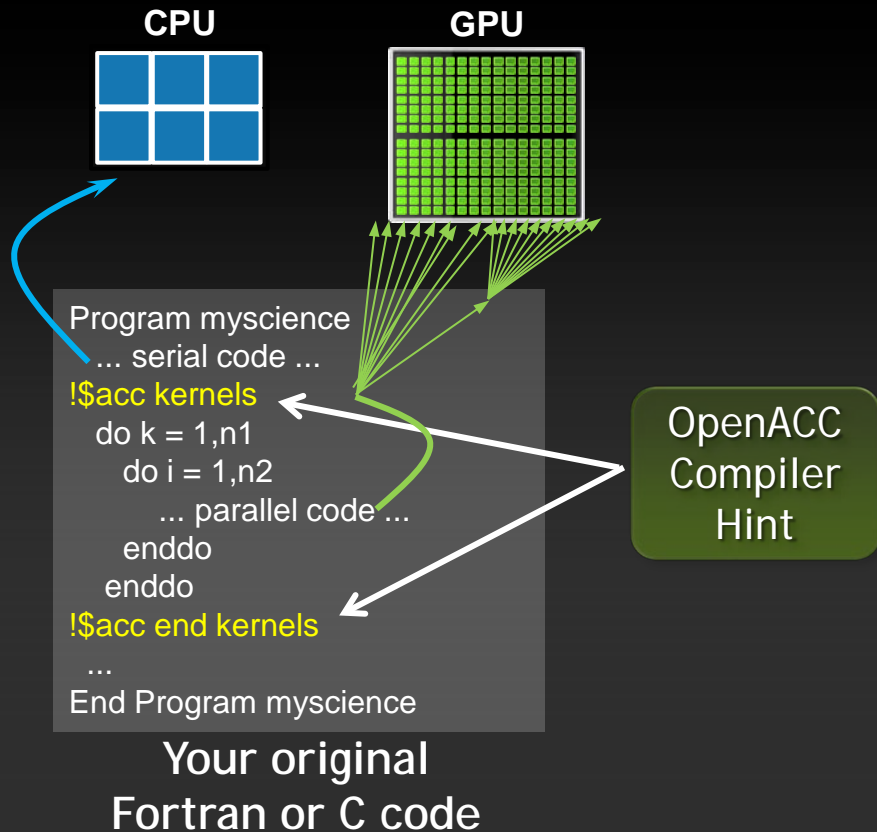 CPU
GPU
Program myscience
... serial code ...
!$acc kernels
do k = 1,n1
do i = 1,n2
... parallel code ...
enddo
enddo
!$acc end kernels
...
End Program myscience
Your original
Fortran or C code
OpenACC
Compiler
Hint